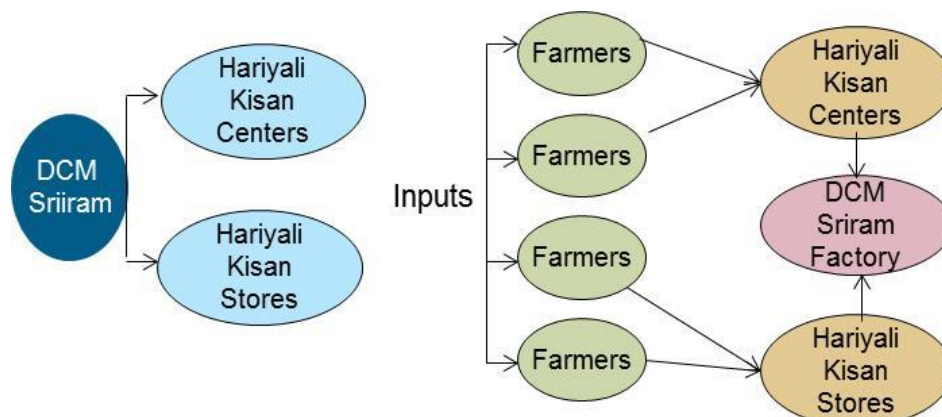 DCM
Sriiram
Hariyali
Kisan
Centers
Hariyali
Kisan
Stores
Inputs
Farmers
Farmers
Farmers
Farmers
Hariyali
Kisan
Centers
DCM
Sriram
Factory
Hariyali
Kisan
Stores